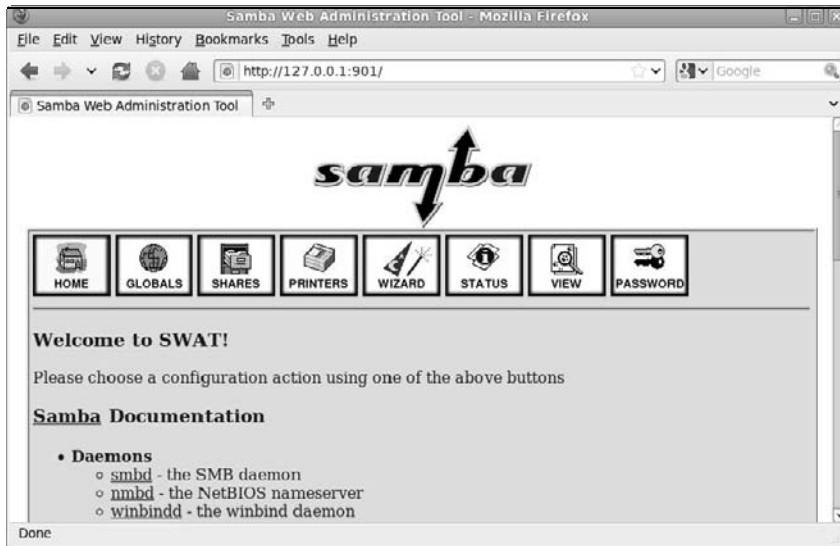 Samba Web Administration Tool - Mozilla Firefox
File Edit View History Bookmarks Tools Help
http://127.0.0.1:901/
Google
Samba Web Administration Tool
samba
HOME GLOBALS SHARES PRINTERS WIZARD STATUS VIEW PASSWORD
Welcome to SWAT!
Please choose a configuration action using one of the above buttons
Samba Documentation
• Daemons
◦ smbd - the SMB daemon
◦ nmbd - the NetBIOS nameserver
◦ winbindd - the winbind daemon
Done